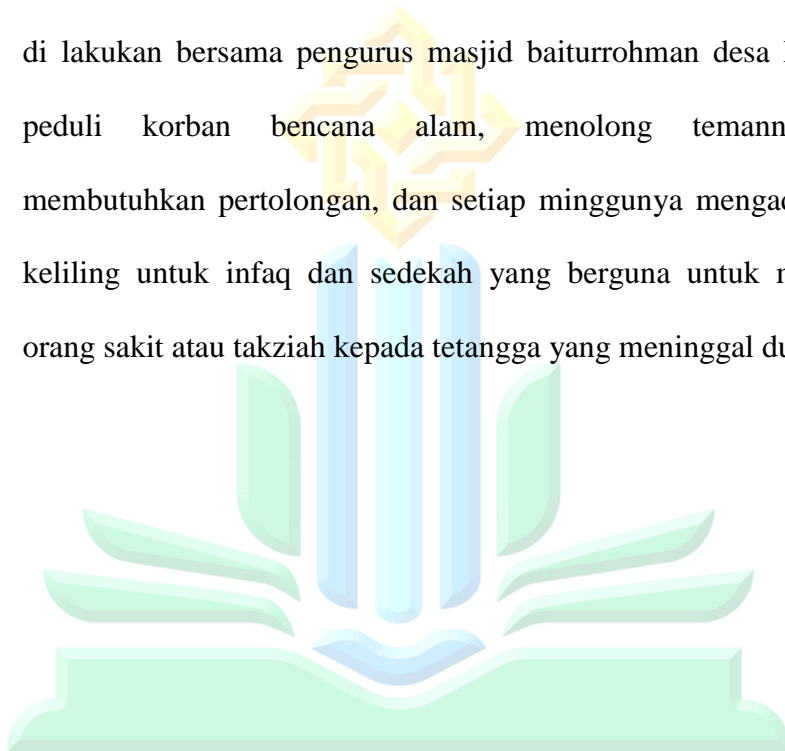 di lakukan bersama pengurus masjid baiturrohman desa
peduli korban bencana alam, menolong
membutuhkan pertolongan, dan setiap minggunya
keliling untuk infaq dan sedekah yang berguna untuk
orang sakit atau takziah kepada tetangga yang meninggal